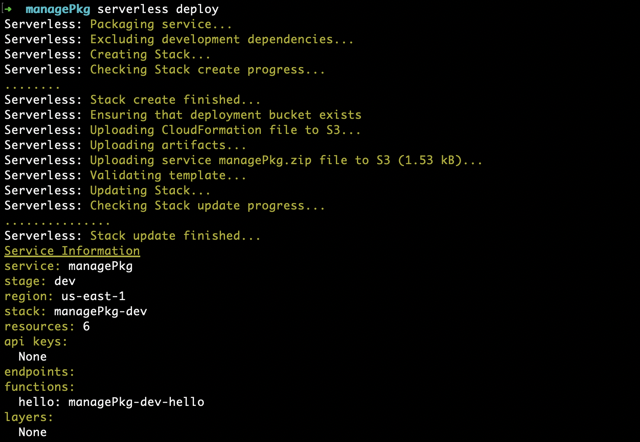 ➜  managePkg serverless deploy
Serverless: Packaging service...
Serverless: Excluding development dependencies...
Serverless: Creating Stack...
Serverless: Checking Stack create progress...
........
Serverless: Stack create finished...
Serverless: Ensuring that deployment bucket exists
Serverless: Uploading CloudFormation file to S3...
Serverless: Uploading artifacts...
Serverless: Uploading service managePkg.zip file to S3 (1.53 kB)...
Serverless: Validating template...
Serverless: Updating Stack...
Serverless: Checking Stack update progress...
...............
Serverless: Stack update finished...
Service Information
service: managePkg
stage: dev
region: us-east-1
stack: managePkg-dev
resources: 6
api keys:
  None
endpoints:
functions:
  hello: managePkg-dev-hello
layers:
  None